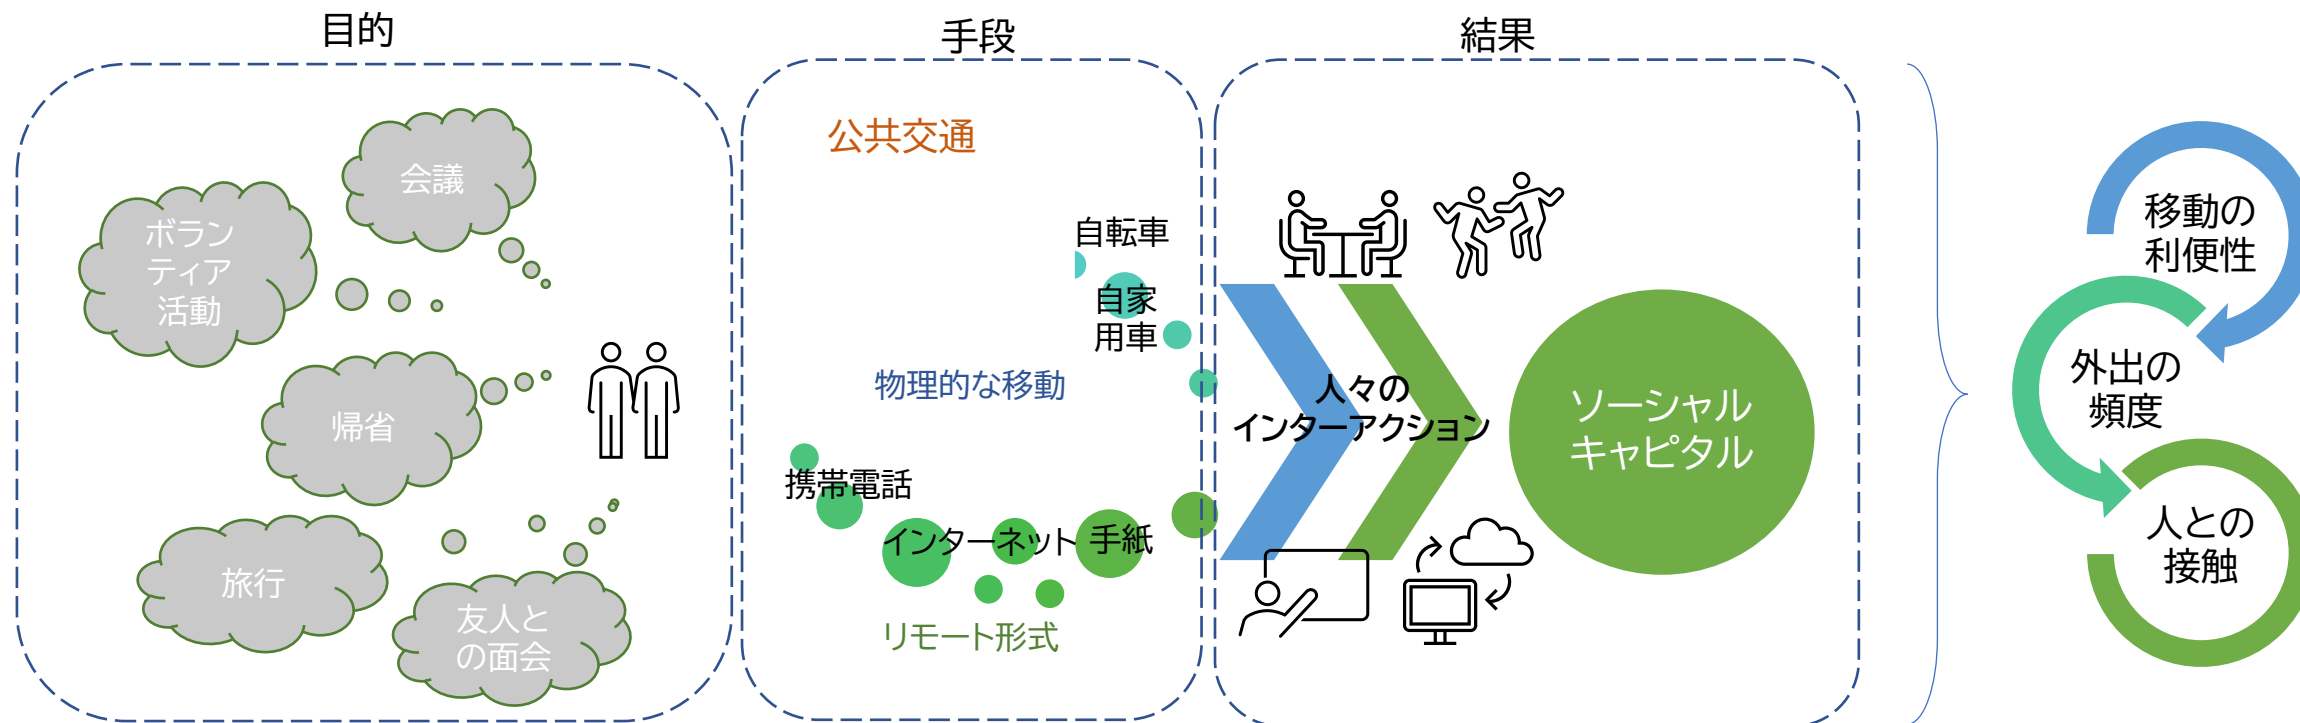 目的
会議
ボラン
ティア
活動
帰省
旅行
友人と
の面会
手段
公共交通
自転車
自家
用車
物理的な移動
携帯電話
インターネット
手紙
リモート形式
結果
人々の
インターアクション
ソーシャル
キャピタル
移動の
利便性
外出の
頻度
人との
接触